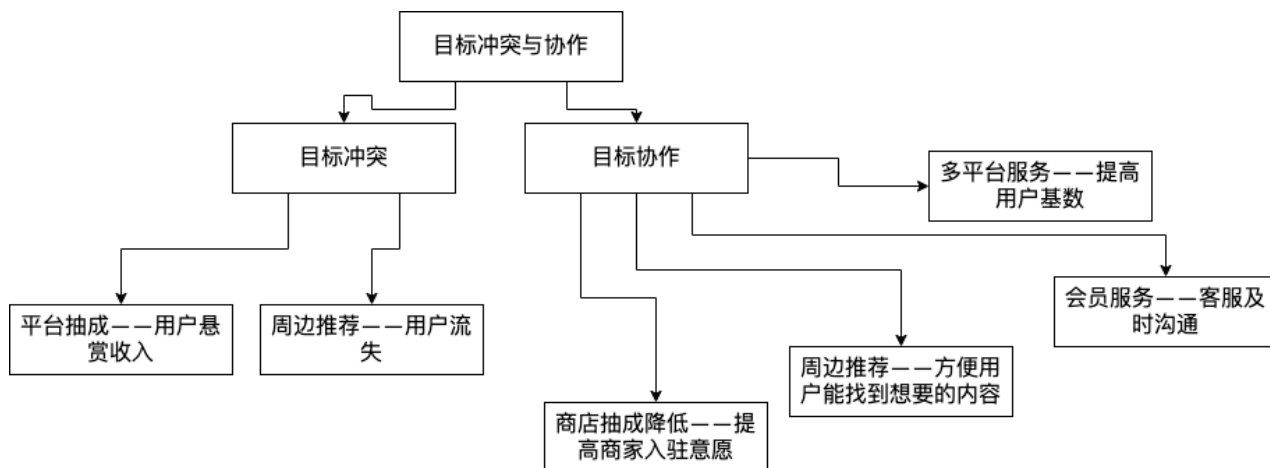 目标冲突与协作
目标冲突
目标协作
多平台服务——提高
用户基数
平台抽成——用户悬
赏收入
周边推荐——用户流
失
会员服务——客服及
时沟通
周边推荐——方便用
户能找到想要的内容
商店抽成降低——提
高商家入驻意愿